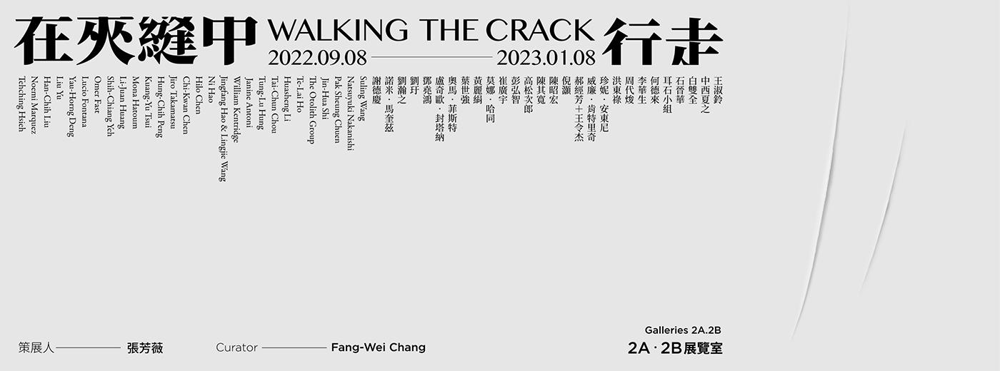 在夾縫中 WALKING THE CRACK 行走
2022.09.08 — 2023.01.08
王淑鈴
中西夏之
白雙全
石晉華
耳石小組
何德來
李華生
周代焌
洪東祿
珍妮·安東尼
威廉·肯特里奇
郝經芳＋王令杰
倪灝
陳昭宏
陳其寬
高松次郎
彭弘智
崔廣宇
莫娜·哈同
黃麗絹
葉世強
奧馬·菲斯特
盧奇歐·封塔納
鄧堯鴻
劉玗
劉瀚之
諾米·馬奎茲
謝德慶
Suling Wang
Natsuyuki Nakanishi
Pak Sheung Chuen
Jin-Hua Shi
The Otolith Group
Te-Lai Ho
Huasheng Li
Tai-Chun Chou
Tung-Lu Hung
Janine Antoni
William Kentridge
Jingfang Hao & Lingjie Wang
Ni Hao
Hilo Chen
Chi-Kwan Chen
Jiro Takamatsu
Hung-Chih Peng
Kuang-Yu Tsui
Mona Hatoum
Li-Juan Huang
Shih-Chiang Yeh
Omer Fast
Lucio Fontana
Yau-Horng Deng
Liu Yu
Han-Chih Liu
Noemi Marquez
Tehching Hsieh
Galleries 2A.2B
策展人 — 張芳薇 Curator — Fang-Wei Chang 2A·2B展覽室